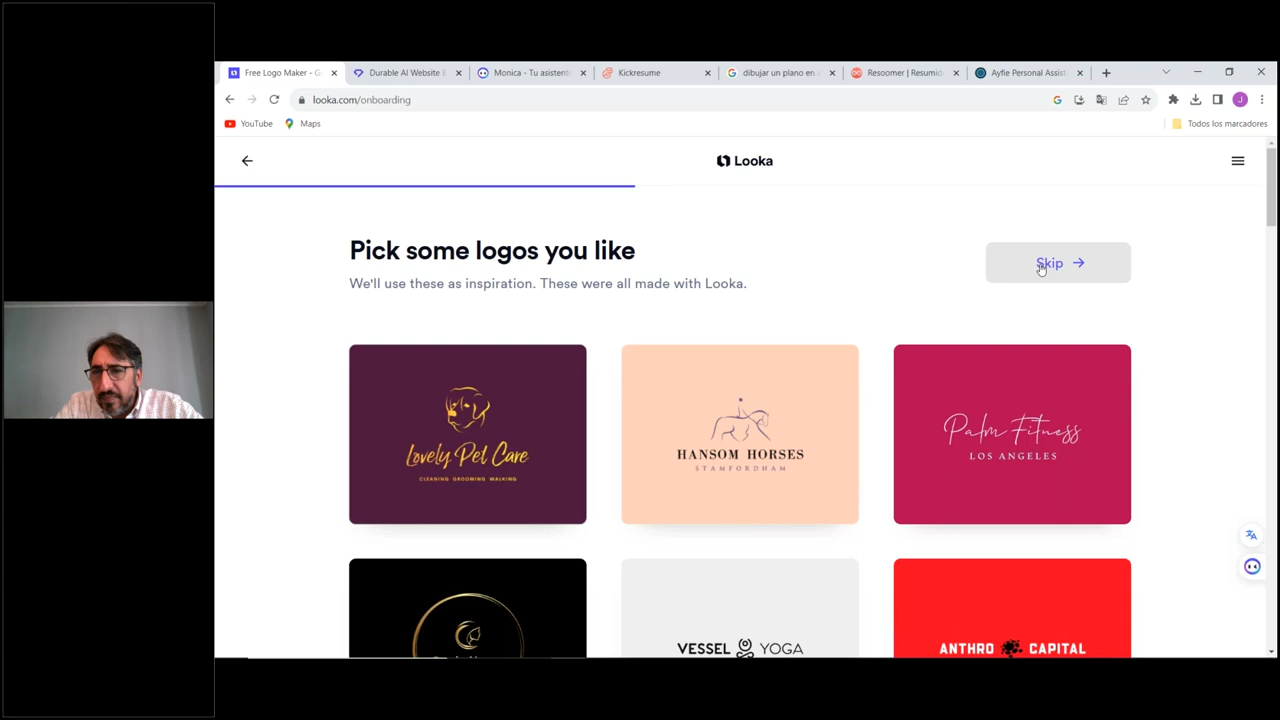 Free Logo Maker - G
Durable AI Website
Monica - Tu asistent
Kickresume
dibujar un plano en
Resoomer | Resumid
Ayfie Personal Assist
looka.com/onboarding
J
YouTube
Maps
Todos los marcadores
Looka
Pick some logos you like
We'll use these as inspiration. These were all made with Looka.
Skip
Lovely Pet Care
CLEANING GROOMING WALKING
HANSOM HORSES
STAMFORDHAM
Palm Fitness
LOS ANGELES
VESSEL YOGA
ANTHRO CAPITAL